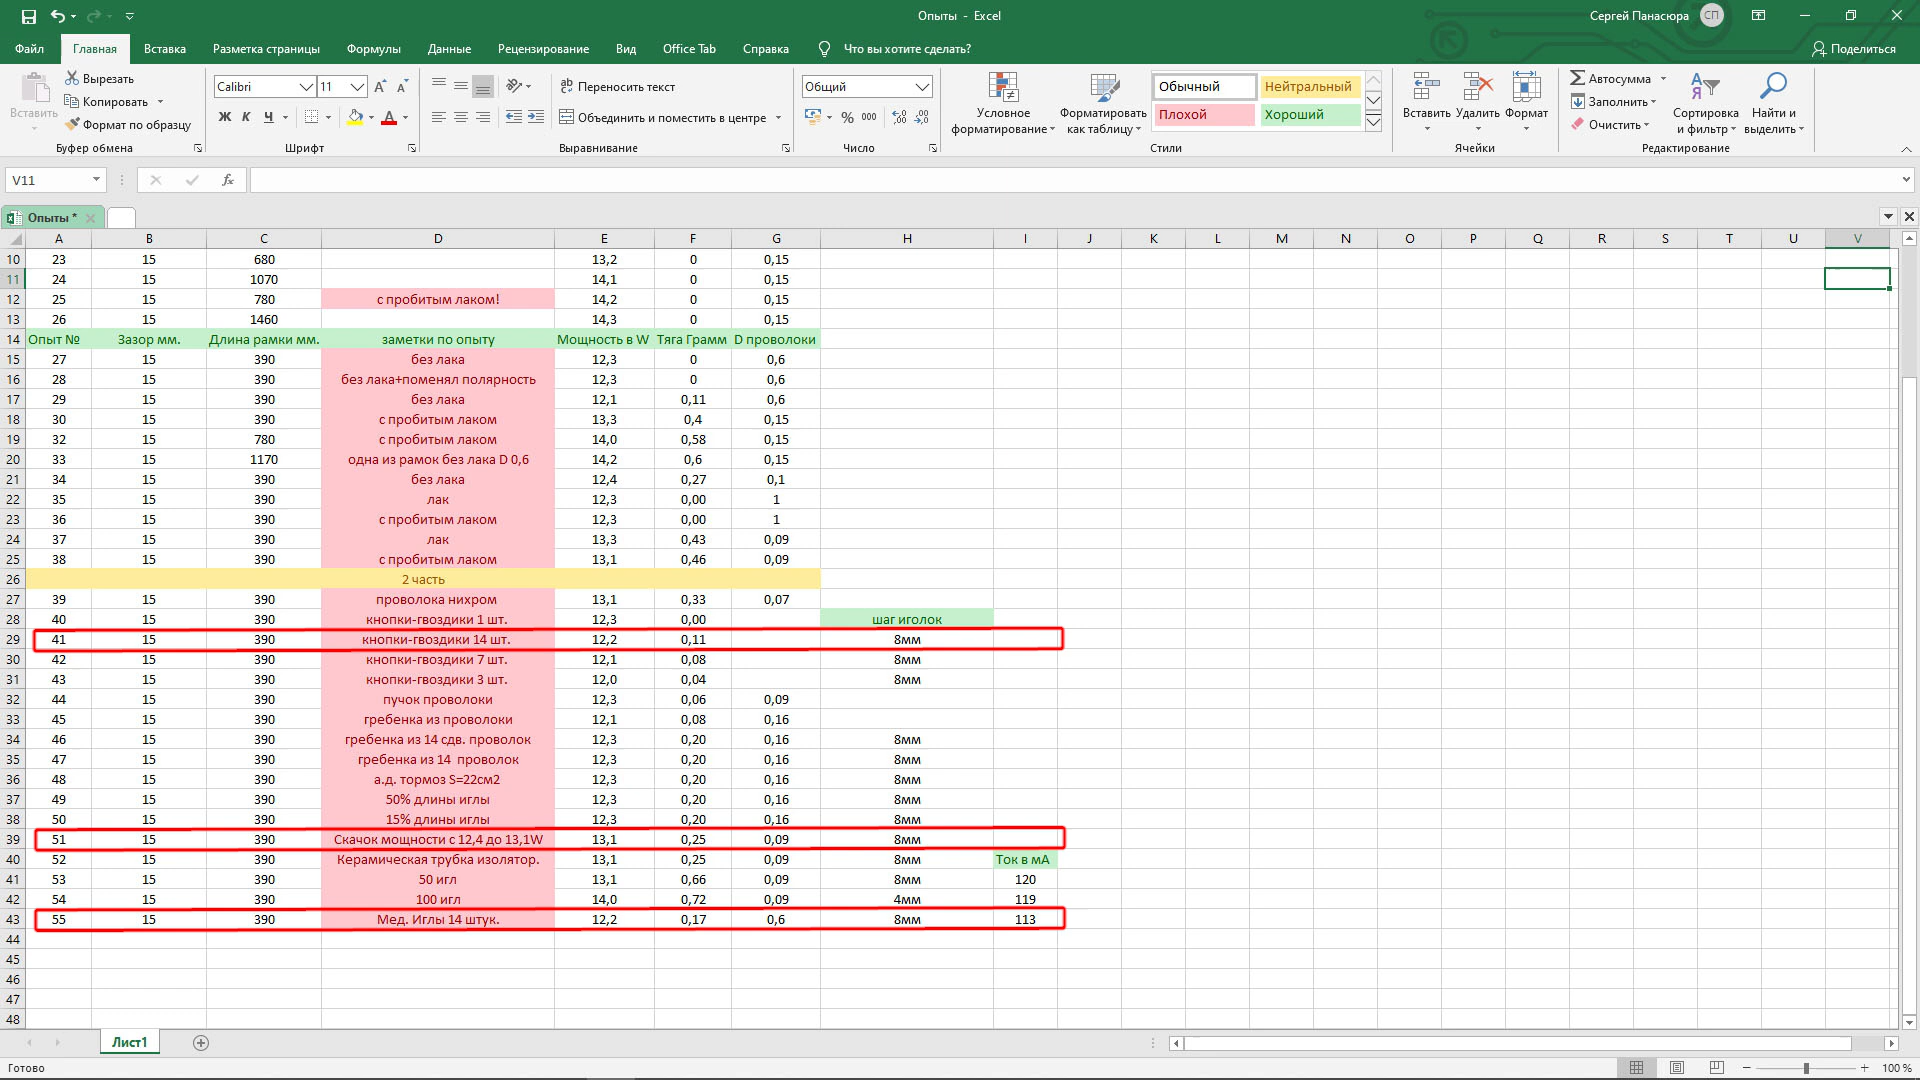 Опыты - Excel
Сергей Панасюра СП
Файл Главная Вставка Разметка страницы Формулы Данные Рецензирование Вид Office Tab Справка Что вы хотите сделать? Поделиться
Вставить
Вырезать
Копировать
Формат по образцу
Буфер обмена
Calibri 11
Ж К Ч А
Шрифт
Переносить текст
Объединить и поместить в центре
Выравнивание
Общий
% 000
Число
Условное форматирование
Форматировать как таблицу
Обычный Нейтральный
Плохой Хороший
Стили
Вставить Удалить Формат
Ячейки
Автосумма
Заполнить
Очистить
Сортировка и фильтр
Найти и выделить
Редактирование
V11 fx
Опыты *
A B C D E F G H I J K L M N O P Q R S T U V
10 23 15 680 13,2 0 0,15
11 24 15 1070 14,1 0 0,15
12 25 15 780 с пробитым лаком! 14,2 0 0,15
13 26 15 1460 14,3 0 0,15
14 Опыт № Зазор мм. Длина рамки мм. заметки по опыту Мощность в W Тяга Грамм D проволоки
15 27 15 390 без лака 12,3 0 0,6
16 28 15 390 без лака+поменял полярность 12,3 0 0,6
17 29 15 390 без лака 12,1 0,11 0,6
18 30 15 390 с пробитым лаком 13,3 0,4 0,15
19 32 15 780 с пробитым лаком 14,0 0,58 0,15
20 33 15 1170 одна из рамок без лака D 0,6 14,2 0,6 0,15
21 34 15 390 без лака 12,4 0,27 0,1
22 35 15 390 лак 12,3 0,00 1
23 36 15 390 с пробитым лаком 12,3 0,00 1
24 37 15 390 лак 13,3 0,43 0,09
25 38 15 390 с пробитым лаком 13,1 0,46 0,09
26 2 часть
27 39 15 390 проволока нихром 13,1 0,33 0,07
28 40 15 390 кнопки-гвоздики 1 шт. 12,3 0,00 шаг иголок
29 41 15 390 кнопки-гвоздики 14 шт. 12,2 0,11 8мм
30 42 15 390 кнопки-гвоздики 7 шт. 12,1 0,08 8мм
31 43 15 390 кнопки-гвоздики 3 шт. 12,0 0,04 8мм
32 44 15 390 пучок проволоки 12,3 0,06 0,09
33 45 15 390 гребенка из проволоки 12,1 0,08 0,16
34 46 15 390 гребенка из 14 сдв. проволок 12,3 0,20 0,16 8мм
35 47 15 390 гребенка из 14 проволок 12,3 0,20 0,16 8мм
36 48 15 390 а.д. тормоз S=22см2 12,3 0,20 0,16 8мм
37 49 15 390 50% длины иглы 12,3 0,20 0,16 8мм
38 50 15 390 15% длины иглы 12,3 0,20 0,16 8мм
39 51 15 390 Скачок мощности с 12,4 до 13,1W 13,1 0,25 0,09 8мм
40 52 15 390 Керамическая трубка изолятор. 13,1 0,25 0,09 8мм Ток в мА
41 53 15 390 50 игл 13,1 0,66 0,09 8мм 120
42 54 15 390 100 игл 14,0 0,72 0,09 4мм 119
43 55 15 390 Мед. Иглы 14 штук. 12,2 0,17 0,6 8мм 113
44
45
46
47
48
Лист1
Готово
100 %